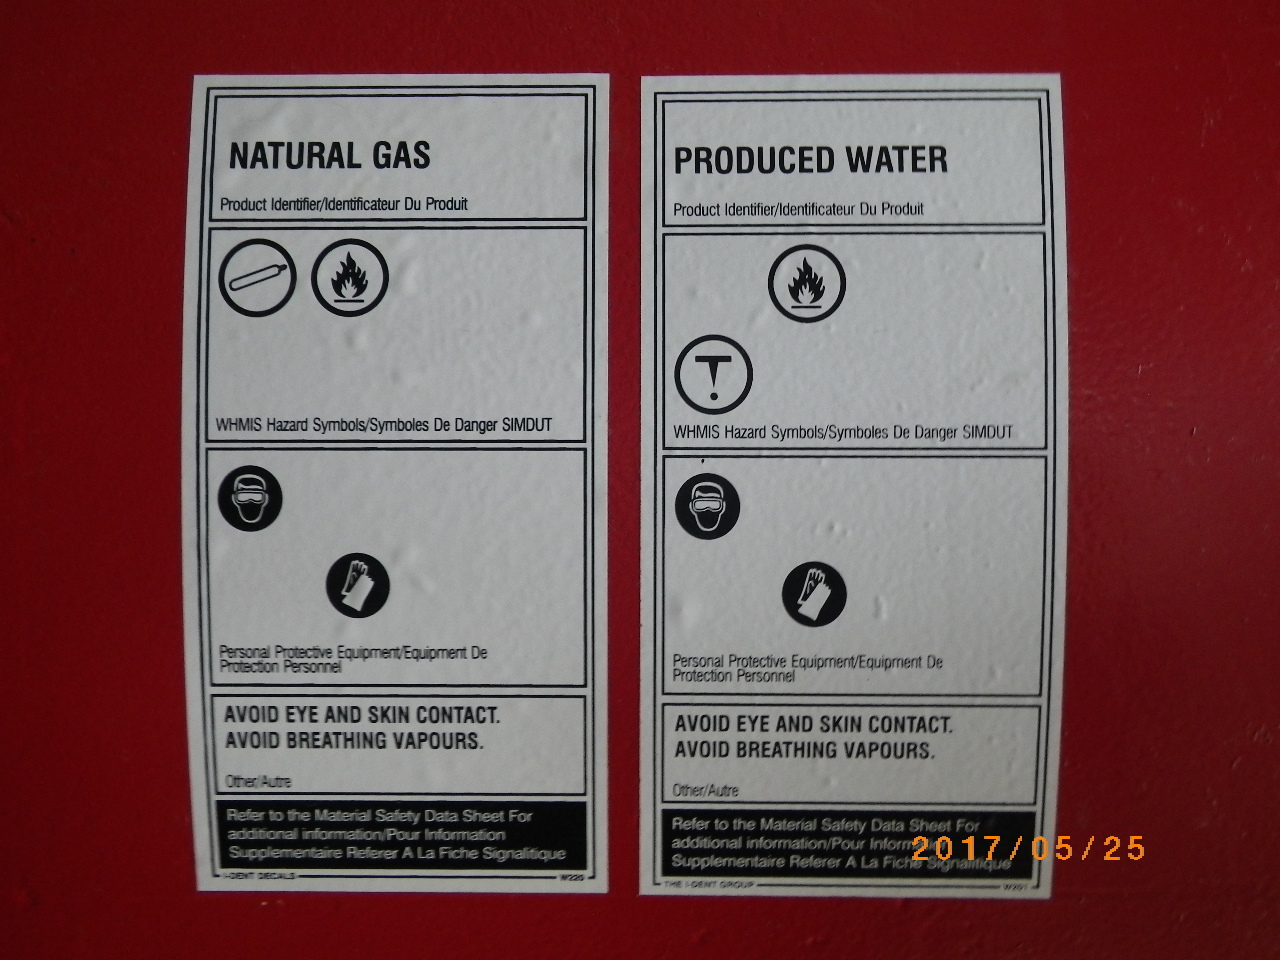 NATURAL GAS
Product Identifier/Identificateur Du Produit
WHMIS Hazard Symbols/Symboles De Danger SIMDUT
Personal Protective Equipment/Equipment De
Protection Personnel
AVOID EYE AND SKIN CONTACT.
AVOID BREATHING VAPOURS.
Other/Autre
Refer to the Material Safety Data Sheet For
additional information/Pour Information
Supplementaire Referer A La Fiche Signalitique
I-DENT DECALS
W220
PRODUCED WATER
Product Identifier/Identificateur Du Produit
WHMIS Hazard Symbols/Symboles De Danger SIMDUT
Personal Protective Equipment/Equipment De
Protection Personnel
AVOID EYE AND SKIN CONTACT.
AVOID BREATHING VAPOURS.
Other/Autre
Refer to the Material Safety Data Sheet For
additional information/Pour Information
Supplementaire Referer A La Fiche Signalitique
THE I-DENT GROUP
2017/05/25